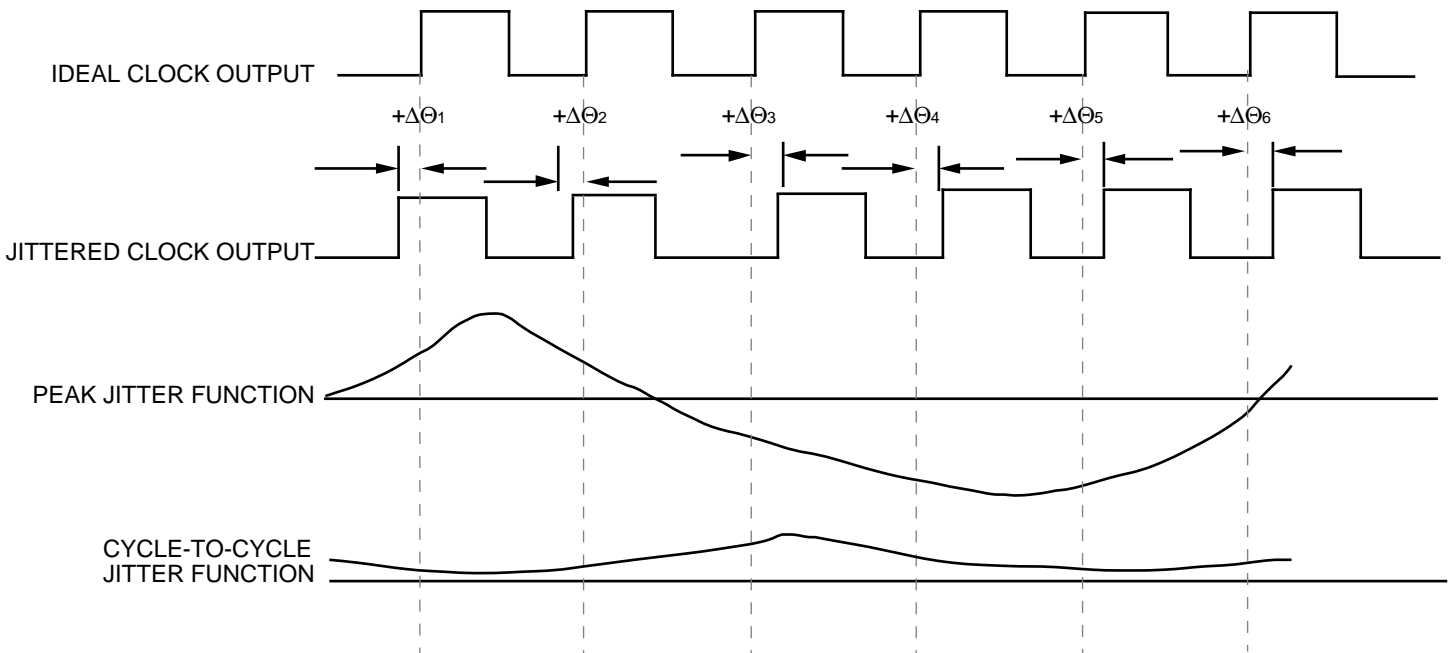 IDEAL CLOCK OUTPUT
+ΔΘ1 +ΔΘ2 +ΔΘ3 +ΔΘ4 +ΔΘ5 +ΔΘ6
JITTERED CLOCK OUTPUT
PEAK JITTER FUNCTION
CYCLE-TO-CYCLE
JITTER FUNCTION